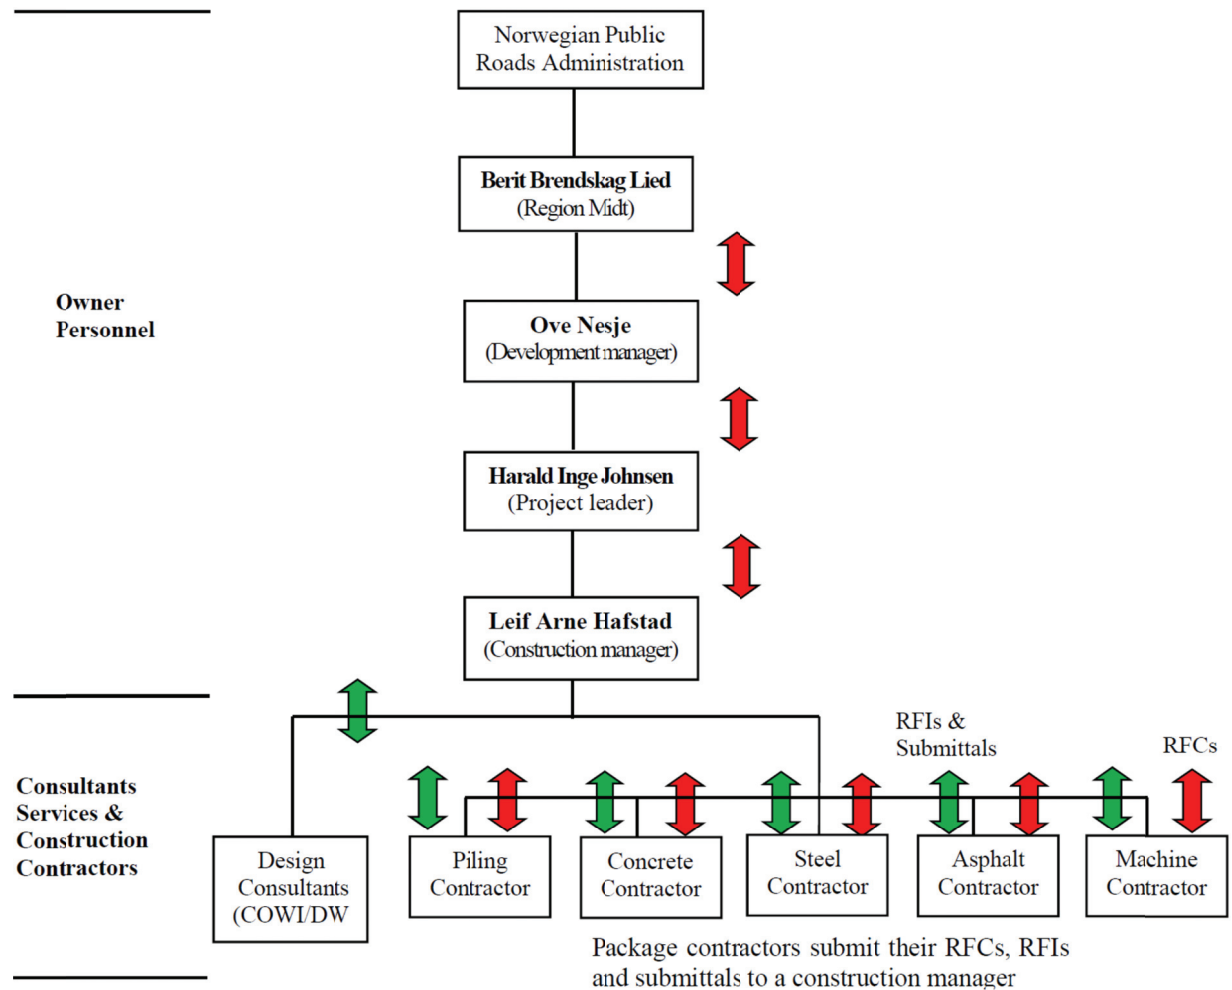 Norwegian Public
Roads Administration
Berit Brendskag Lied
(Region Midt)
Owner
Personnel
Ove Nesje
(Development manager)
Harald Inge Johnsen
(Project leader)
Leif Arne Hafstad
(Construction manager)
RFIs &
Submittals
RFCs
Consultants
Services &
Construction
Contractors
Design
Consultants
(COWI/DW
Piling
Contractor
Concrete
Contractor
Steel
Contractor
Asphalt
Contractor
Machine
Contractor
Package contractors submit their RFCs, RFIs
and submittals to a construction manager